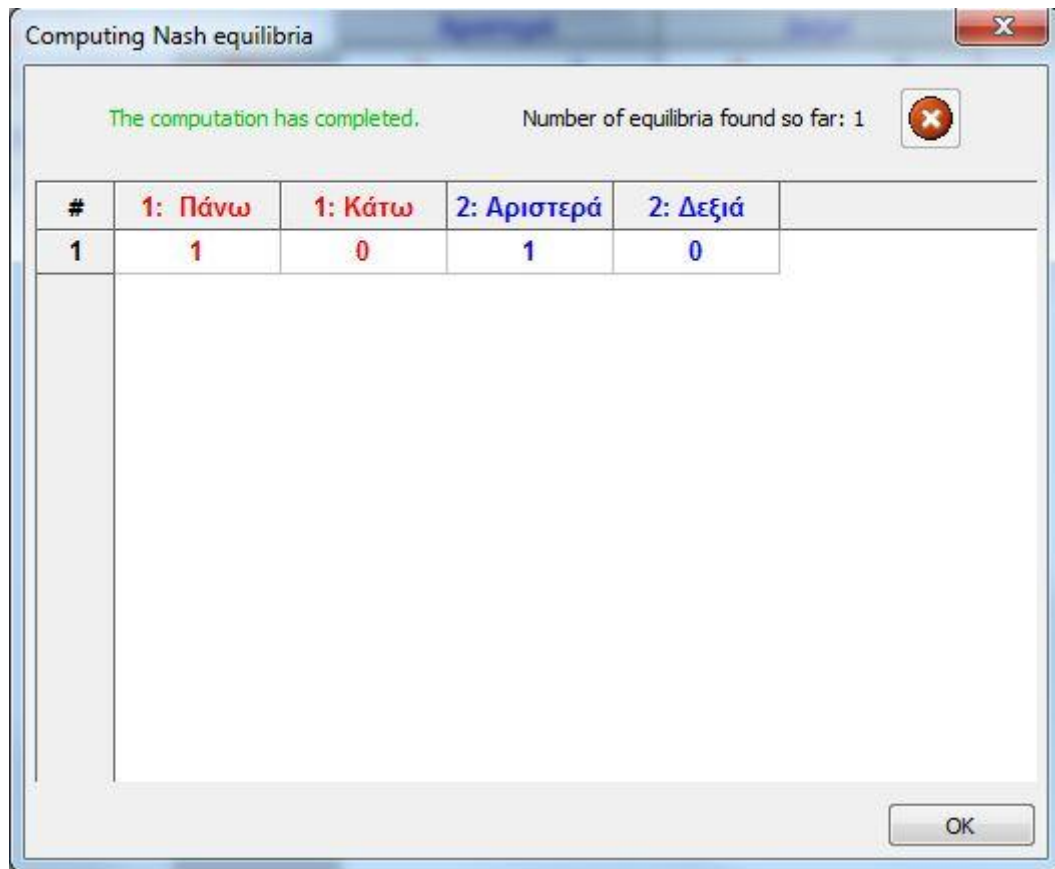 Computing Nash equilibria
The computation has completed. Number of equilibria found so far: 1
# 1: Πάνω 1: Κάτω 2: Αριστερά 2: Δεξιά
1 1 0 1 0
OK